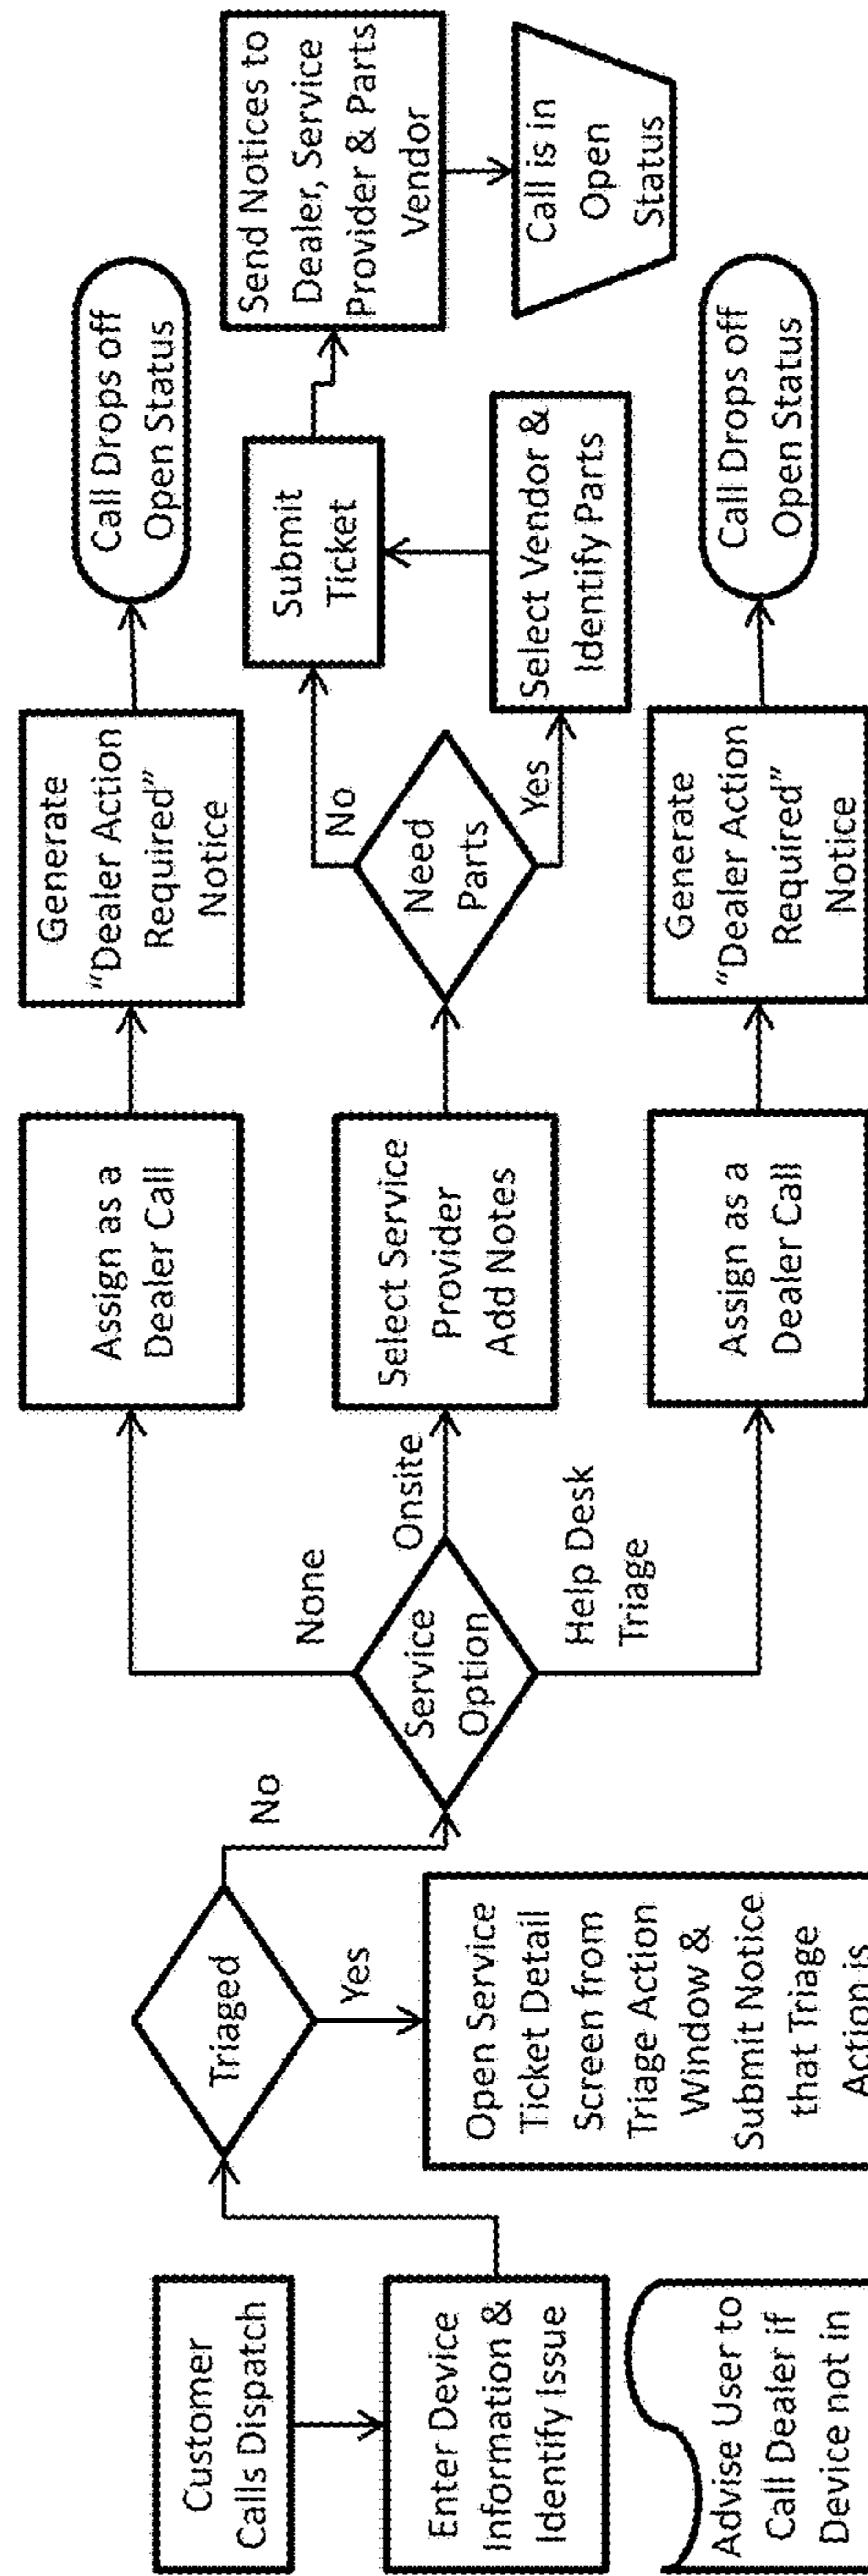 Customer
Calls Dispatch
Enter Device
Information &
Identify Issue
Advise User to
Call Dealer if
Device not in
Triaged
No
Yes
Open Service
Ticket Detail
Screen from
Triage Action
Window &
Submit Notice
that Triage
Action is
Service
Option
None
Onsite
Help Desk
Triage
Assign as a
Dealer Call
Generate
“Dealer Action
Required”
Notice
Call Drops off
Open Status
Select Service
Provider
Add Notes
Need
Parts
No
Yes
Submit
Ticket
Select Vendor &
Identify Parts
Send Notices to
Dealer, Service
Provider & Parts
Vendor
Call is in
Open
Status
Assign as a
Dealer Call
Generate
“Dealer Action
Required”
Notice
Call Drops off
Open Status